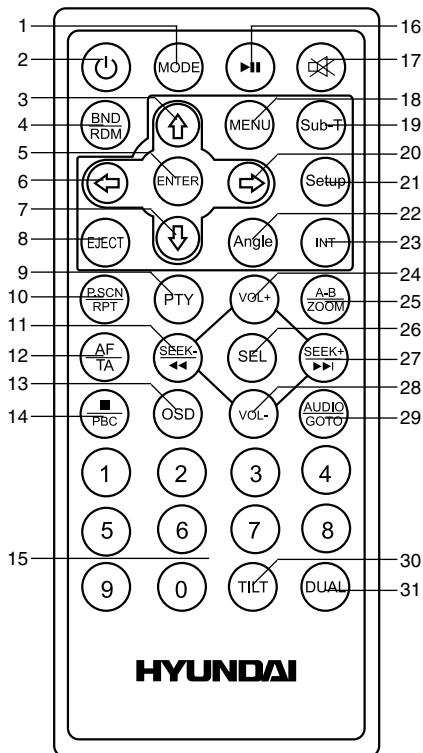 1 16
2 MODE 17
3 BND MENU Sub-T 18
4 RDM 19
5 ENTER 20
6 Setup 21
7 22
8 EJECT Angle INT 23
9 P.SCN PTY VOL+ A-B 24
10 RPT ZOOM 25
11 SEEK- SEL SEEK+ 26
12 AF TA 27
13 OSD VOL- 28
14 PBC AUDIO GOTO 29
1 2 3 4
5 6 7 8
15 30
9 0 TILT DUAL 31
HYUNDAI